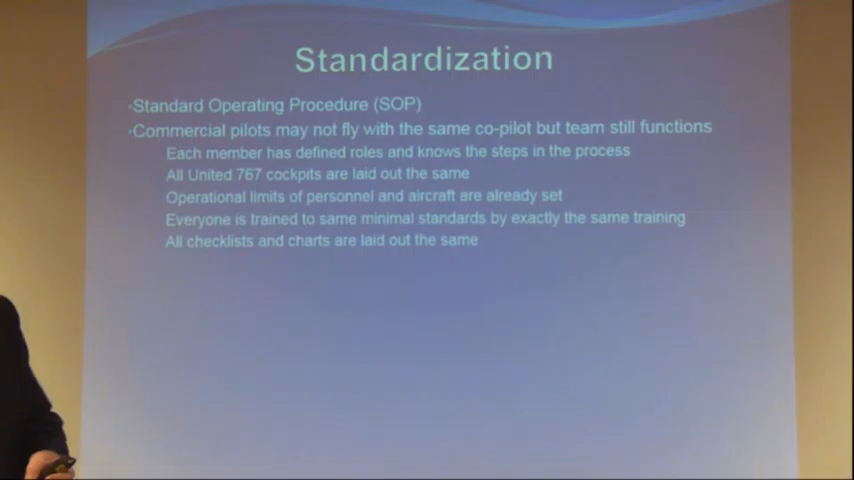 Standardization
•Standard Operating Procedure (SOP)
•Commercial pilots may not fly with the same co-pilot but team still functions
Each member has defined roles and knows the steps in the process
All United 767 cockpits are laid out the same
Operational limits of personnel and aircraft are already set
Everyone is trained to same minimal standards by exactly the same training
All checklists and charts are laid out the same